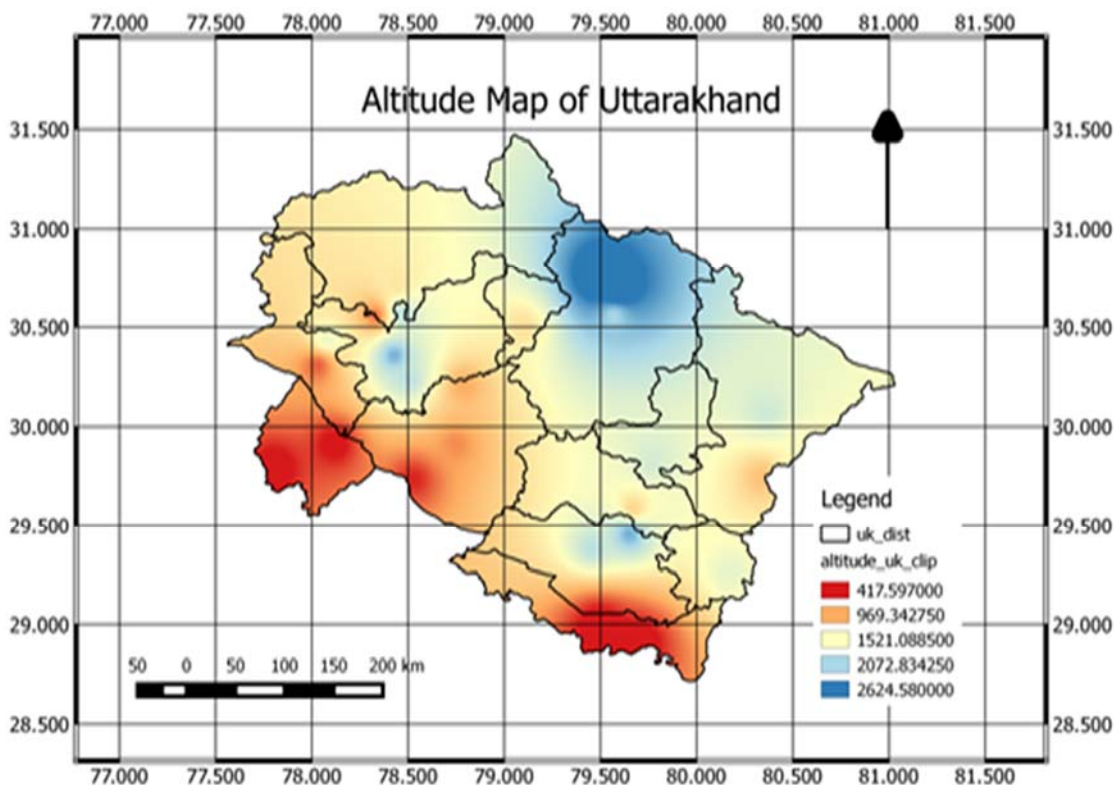 77.000 77.500 78.000 78.500 79.000 79.500 80.000 80.500 81.000 81.500
Altitude Map of Uttarakhand
31.500 31.500
31.000 31.000
30.500 30.500
30.000 30.000
Legend
29.500 29.500
uk_dist
altitude_uk_clip
417.597000
969.342750
29.000 29.000
1521.088500
50 0 50 100 150 200 km
2072.834250
2624.580000
28.500 28.500
77.000 77.500 78.000 78.500 79.000 79.500 80.000 80.500 81.000 81.500